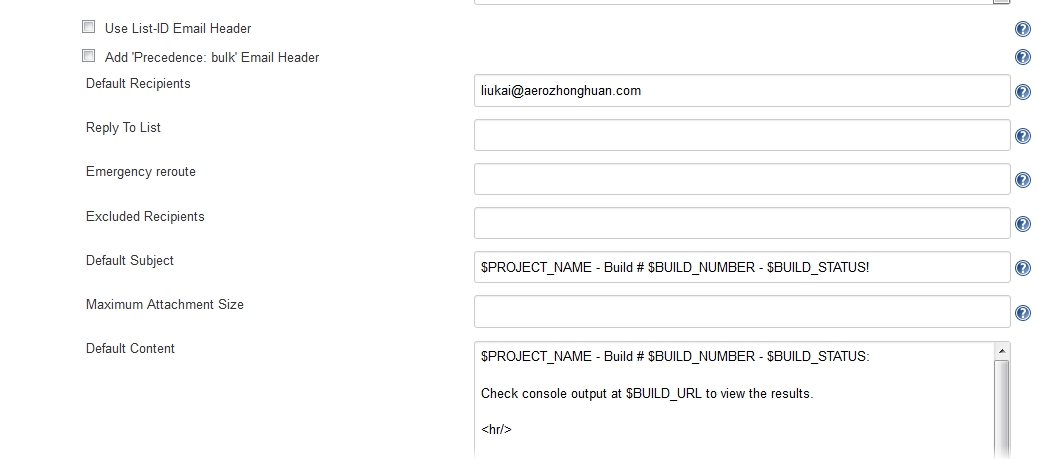 Use List-ID Email Header
Add 'Precedence: bulk' Email Header
Default Recipients
liukai@aerozhonghuan.com
Reply To List
Emergency reroute
Excluded Recipients
Default Subject
$PROJECT_NAME - Build # $BUILD_NUMBER - $BUILD_STATUS!
Maximum Attachment Size
Default Content
$PROJECT_NAME - Build # $BUILD_NUMBER - $BUILD_STATUS:
Check console output at $BUILD_URL to view the results.
<hr/>